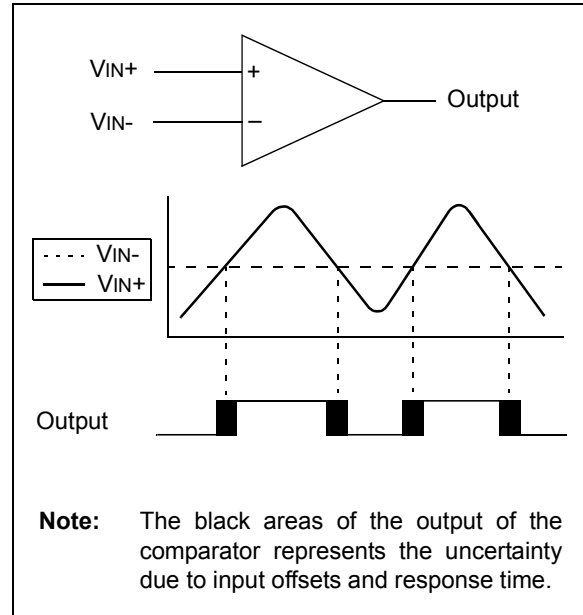 VIN+
+
Output
VIN-
–
VIN-
VIN+
Output
Note: The black areas of the output of the
comparator represents the uncertainty
due to input offsets and response time.